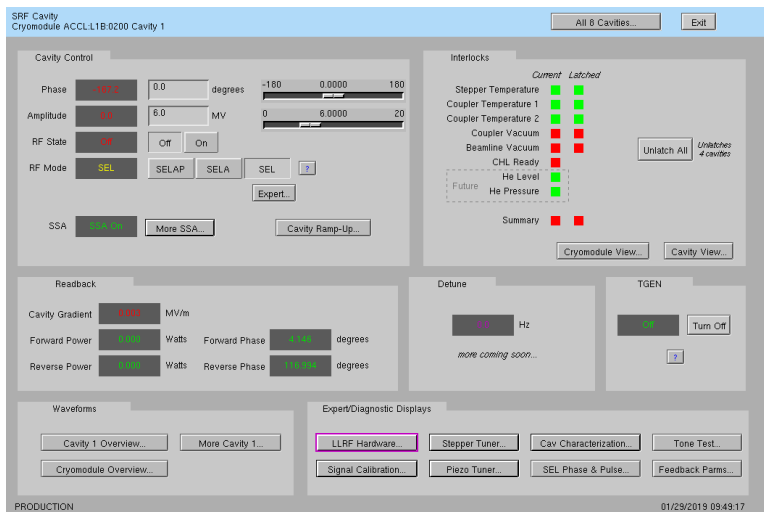 SRF Cavity
Cryomodule ACCL:L1B:0200 Cavity 1
All 8 Cavities...
Exit
Cavity Control
Phase
0.0
degrees
-180 0.0000 180
Amplitude
6.0
MV
0 6.0000 20
RF State
Off
Off
On
RF Mode
SEL
SELAP
SELA
SEL
?
Expert...
SSA
SSA On
More SSA...
Cavity Ramp-Up...
Interlocks
Current Latched
Stepper Temperature
Coupler Temperature 1
Coupler Temperature 2
Coupler Vacuum
Beamline Vacuum
CHL Ready
Future
He Level
He Pressure
Summary
Unlatch All
Unlatches
4 cavities
Cryomodule View...
Cavity View...
Readback
Cavity Gradient
0.000
MV/m
Forward Power
0.000
Watts
Forward Phase
4.146
degrees
Reverse Power
0.000
Watts
Reverse Phase
116.994
degrees
Detune
Hz
more coming soon...
TGEN
Off
Turn Off
?
Waveforms
Cavity 1 Overview...
More Cavity 1...
Cryomodule Overview...
Expert/Diagnostic Displays
LLRF Hardware...
Stepper Tuner...
Cav Characterization...
Tone Test...
Signal Calibration...
Piezo Tuner...
SEL Phase & Pulse...
Feedback Parms...
PRODUCTION
01/29/2019 09:49:17